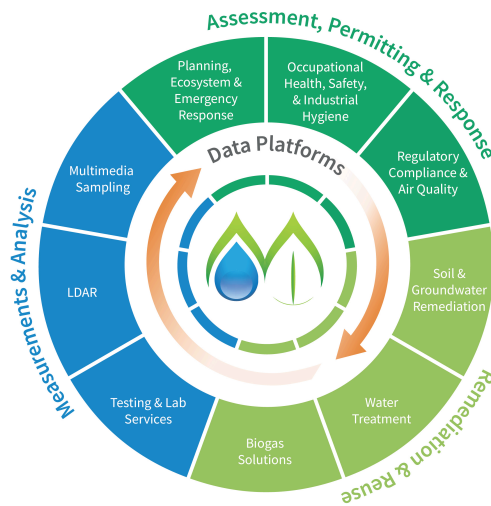 Assessment, Permitting & Response
Planning,
Ecosystem &
Emergency
Response
Occupational
Health, Safety,
& Industrial
Hygiene
Regulatory
Compliance &
Air Quality
Data Platforms
Measurements & Analysis
Multimedia
Sampling
LDAR
Testing & Lab
Services
Soil &
Groundwater
Remediation
Water
Treatment
Biogas
Solutions
Remediation & Reuse